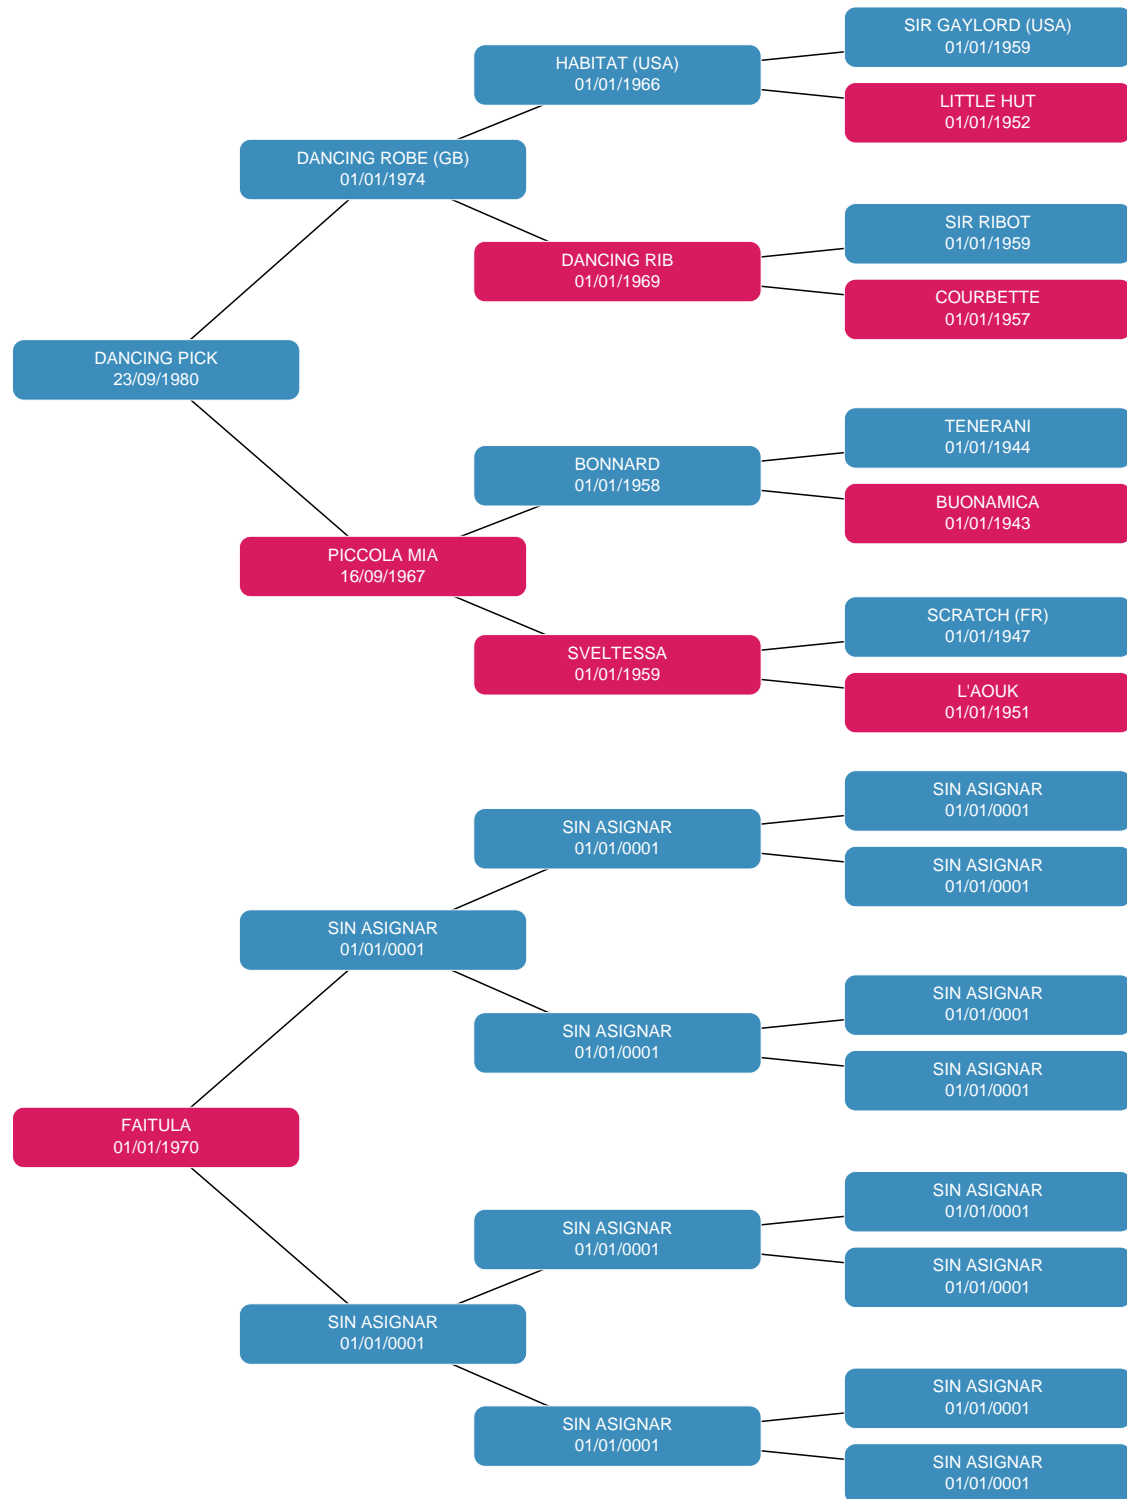 SIR GAYLORD (USA)
01/01/1959
HABITAT (USA)
01/01/1966
LITTLE HUT
01/01/1952
DANCING ROBE (GB)
01/01/1974
SIR RIBOT
01/01/1959
DANCING RIB
01/01/1969
COURBETTE
01/01/1957
DANCING PICK
23/09/1980
TENERANI
01/01/1944
BONNARD
01/01/1958
BUONAMICA
01/01/1943
PICCOLA MIA
16/09/1967
SCRATCH (FR)
01/01/1947
SVELTESSA
01/01/1959
L'AOUK
01/01/1951
SIN ASIGNAR
01/01/0001
SIN ASIGNAR
01/01/0001
SIN ASIGNAR
01/01/0001
SIN ASIGNAR
01/01/0001
SIN ASIGNAR
01/01/0001
SIN ASIGNAR
01/01/0001
SIN ASIGNAR
01/01/0001
FAITULA
01/01/1970
SIN ASIGNAR
01/01/0001
SIN ASIGNAR
01/01/0001
SIN ASIGNAR
01/01/0001
SIN ASIGNAR
01/01/0001
SIN ASIGNAR
01/01/0001
SIN ASIGNAR
01/01/0001
SIN ASIGNAR
01/01/0001